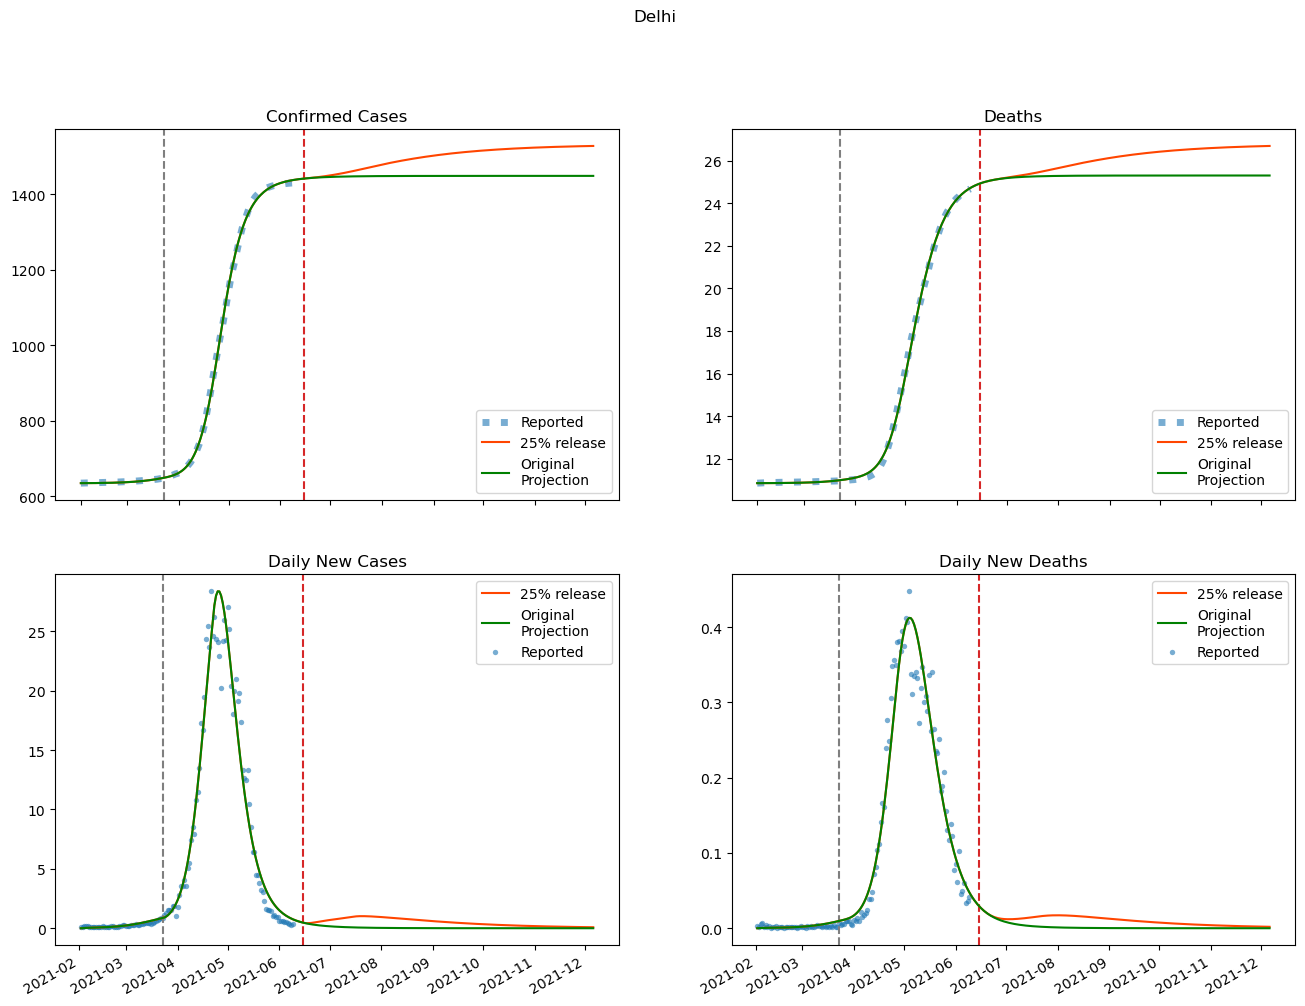 Delhi
Confirmed Cases
1400
1200
1000
800
600
Reported
25% release
Original
Projection
Deaths
26
24
22
20
18
16
14
12
Reported
25% release
Original
Projection
Daily New Cases
25
20
15
10
5
0
25% release
Original
Projection
Reported
2021-02
2021-03
2021-04
2021-05
2021-06
2021-07
2021-08
2021-09
2021-10
2021-11
2021-12
Daily New Deaths
0.4
0.3
0.2
0.1
0.0
25% release
Original
Projection
Reported
2021-02
2021-03
2021-04
2021-05
2021-06
2021-07
2021-08
2021-09
2021-10
2021-11
2021-12